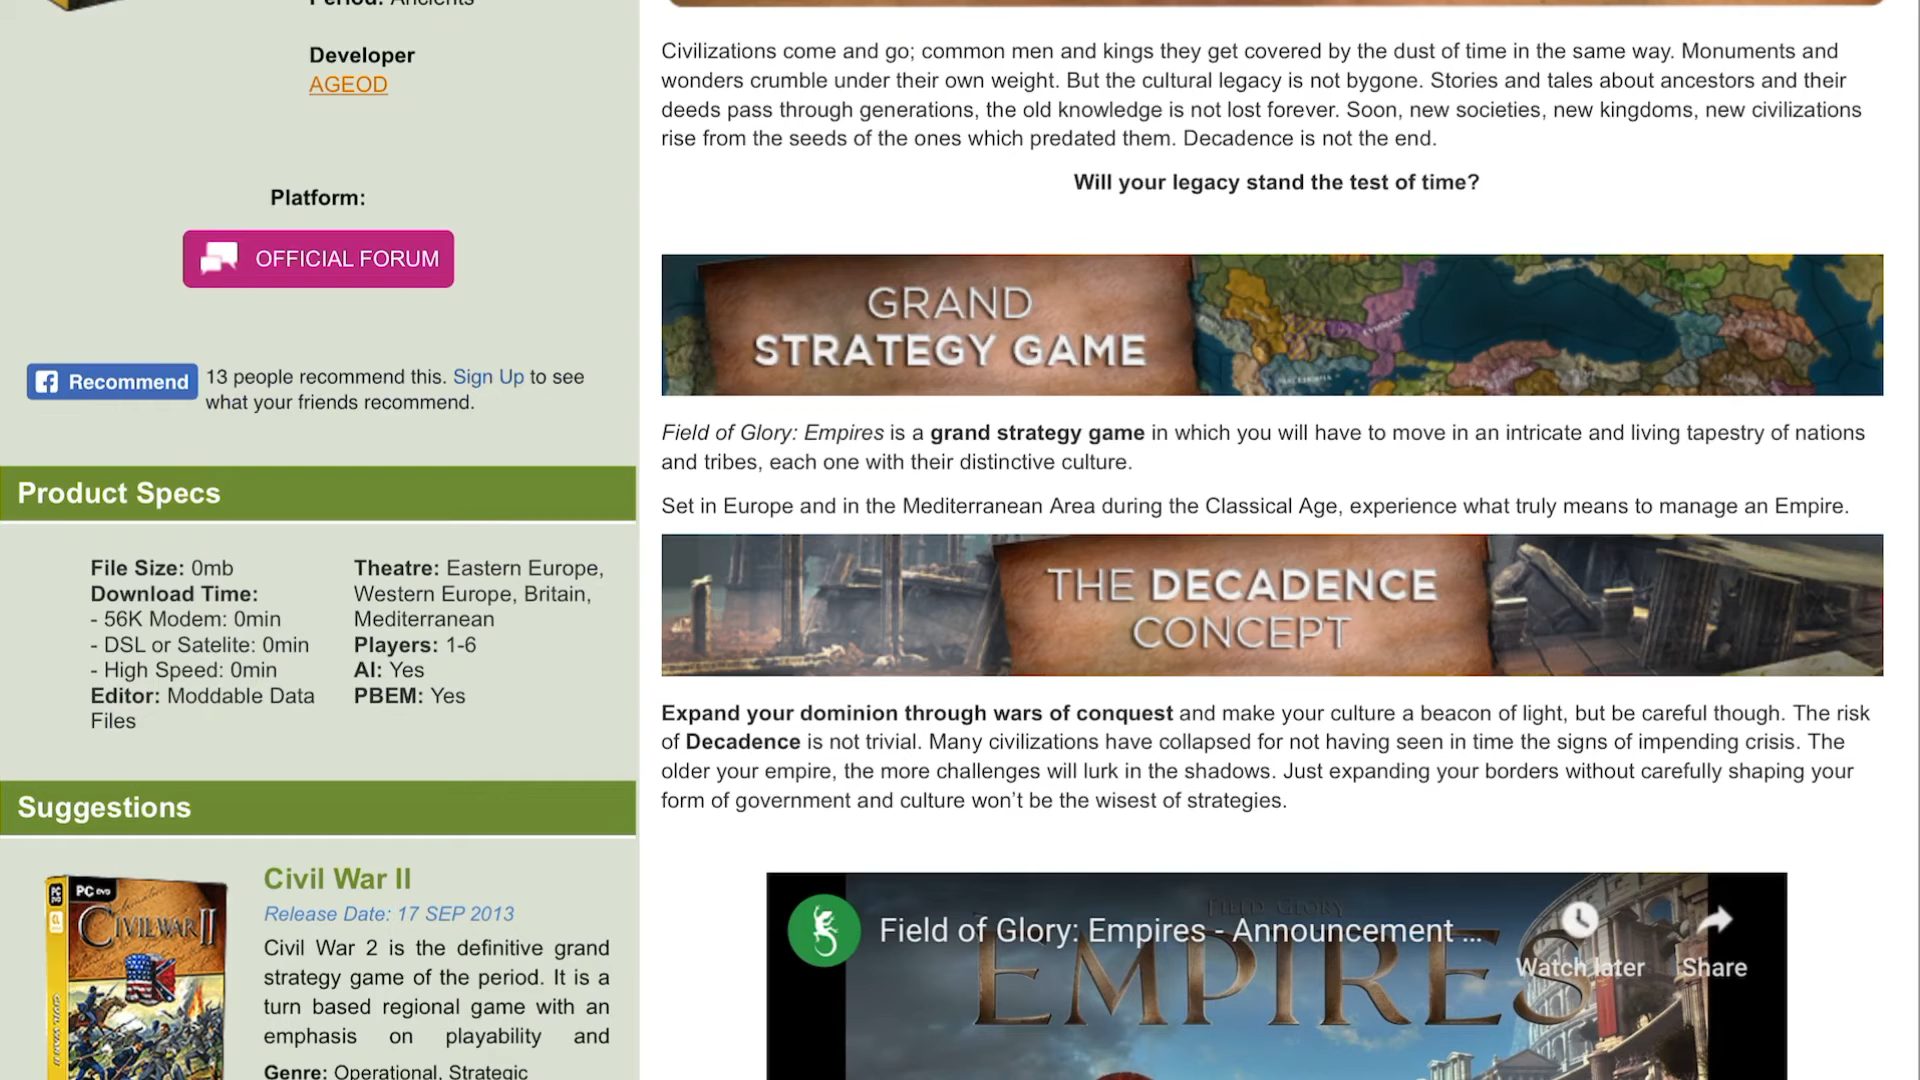 Period: Ancients
Developer
AGEOD
Platform:
OFFICIAL FORUM
Recommend
13 people recommend this. Sign Up to see
what your friends recommend.
Product Specs
File Size: 0mb
Download Time:
- 56K Modem: 0min
- DSL or Satelite: 0min
- High Speed: 0min
Editor: Moddable Data
Files
Theatre: Eastern Europe,
Western Europe, Britain,
Mediterranean
Players: 1-6
AI: Yes
PBEM: Yes
Suggestions
PC DVD
CIVIL WAR II
Civil War II
Release Date: 17 SEP 2013
Civil War 2 is the definitive grand
strategy game of the period. It is a
turn based regional game with an
emphasis on playability and
Genre: Operational, Strategic
Civilizations come and go; common men and kings they get covered by the dust of time in the same way. Monuments and
wonders crumble under their own weight. But the cultural legacy is not bygone. Stories and tales about ancestors and their
deeds pass through generations, the old knowledge is not lost forever. Soon, new societies, new kingdoms, new civilizations
rise from the seeds of the ones which predated them. Decadence is not the end.
Will your legacy stand the test of time?
GRAND
STRATEGY GAME
Field of Glory: Empires is a grand strategy game in which you will have to move in an intricate and living tapestry of nations
and tribes, each one with their distinctive culture.
Set in Europe and in the Mediterranean Area during the Classical Age, experience what truly means to manage an Empire.
THE DECADENCE
CONCEPT
Expand your dominion through wars of conquest and make your culture a beacon of light, but be careful though. The risk
of Decadence is not trivial. Many civilizations have collapsed for not having seen in time the signs of impending crisis. The
older your empire, the more challenges will lurk in the shadows. Just expanding your borders without carefully shaping your
form of government and culture won't be the wisest of strategies.
FIELD OF GLORY
Field of Glory: Empires - Announcement ...
EMPIRES
Watch later
Share